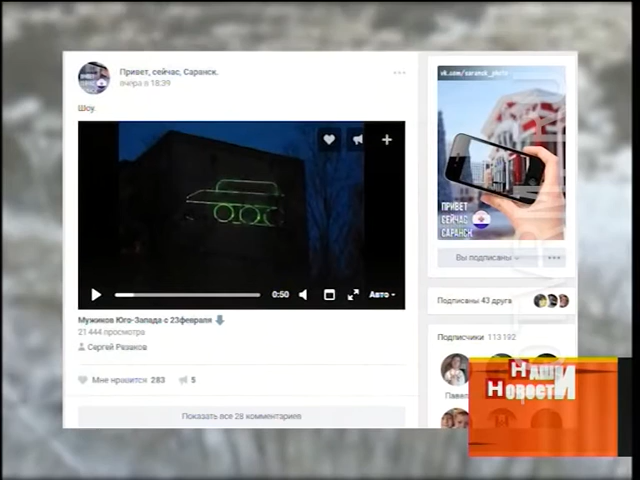 Привет, сейчас, Саранск.
вчера в 18:39
Шоу.
0:50
Авто
Мужиков Юго-Запада с 23февраля
21 444 просмотра
Сергей Резаков
Мне нравится 283
5
Показать все 28 комментариев
vk.com/saransk_photo
ПРИВЕТ
СЕЙЧАС
САРАНСК
Вы подписаны
Подписаны 43 друга
Подписчики 113 192
Наши
Новости